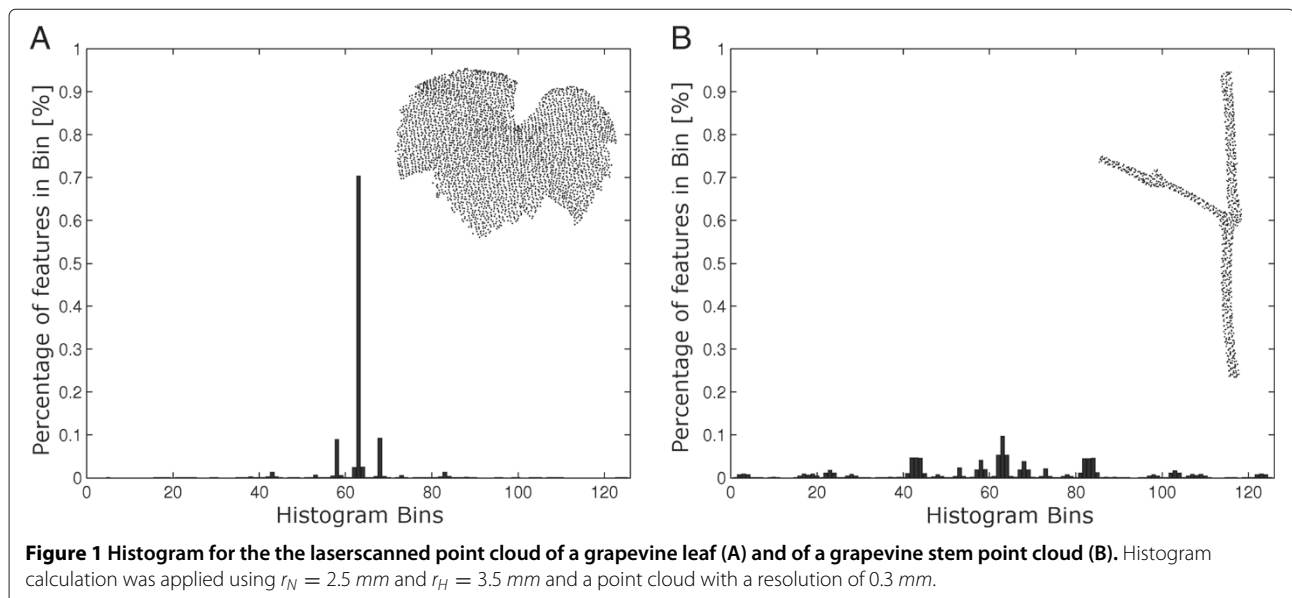 A
B
Percentage of features in Bin [%]
1
0.9
0.8
0.7
0.6
0.5
0.4
0.3
0.2
0.1
0
0 20 40 60 80 100 120
Histogram Bins
Percentage of features in Bin [%]
1
0.9
0.8
0.7
0.6
0.5
0.4
0.3
0.2
0.1
0
0 20 40 60 80 100 120
Histogram Bins
Figure 1 Histogram for the the laserscanned point cloud of a grapevine leaf (A) and of a grapevine stem point cloud (B). Histogram
calculation was applied using r_N = 2.5 mm and r_H = 3.5 mm and a point cloud with a resolution of 0.3 mm.